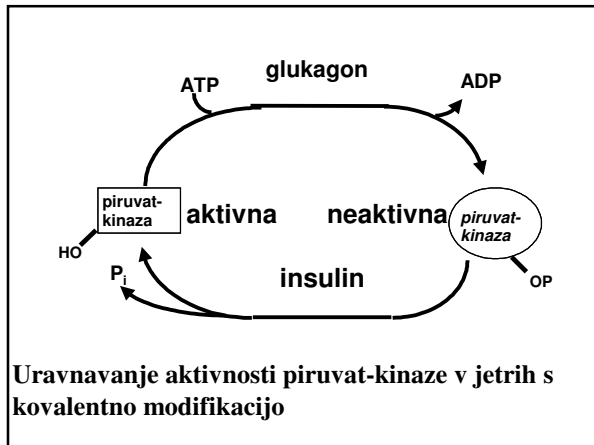 glukagon
ATP
ADP
piruvat-
kinaza
aktivna
neaktivna
piruvat-
kinaza
HO
Pi
insulin
OP
Uravnavanje aktivnosti piruvat-kinaze v jetrih s
kovalentno modifikacijo